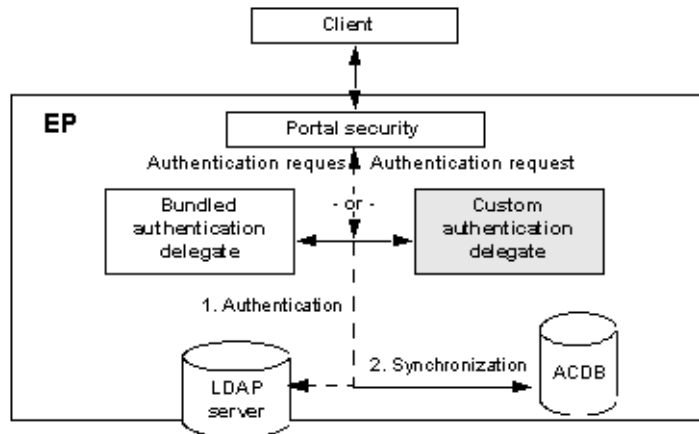 Client
EP
Portal security
Authentication reques
Authentication request
Bundled
authentication
delegate
- or -
Custom
authentication
delegate
1. Authentication
LDAP
server
2. Synchronization
ACDB